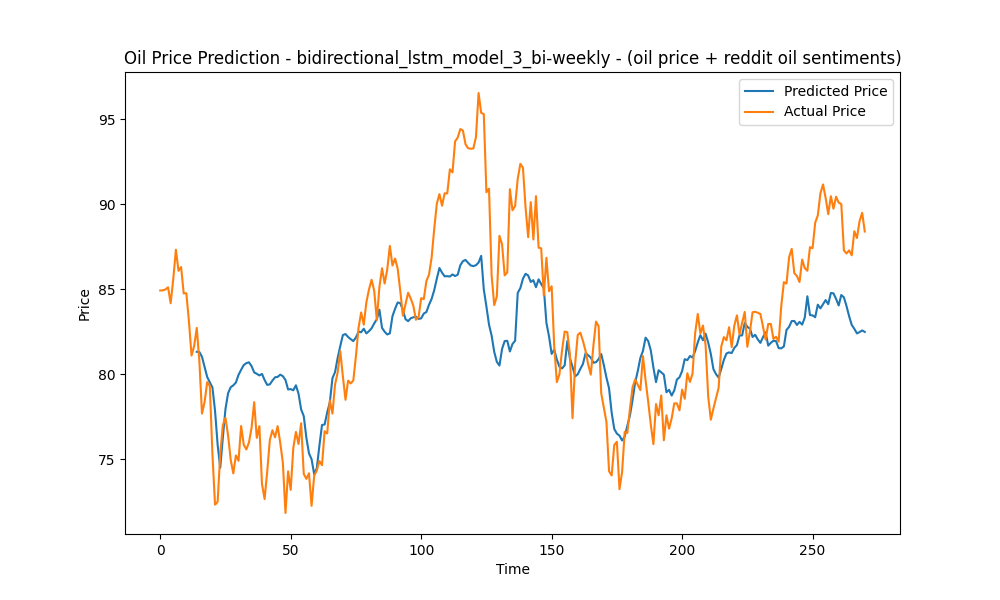 Oil Price Prediction - bidirectional_lstm_model_3_bi-weekly - (oil price + reddit oil sentiments)
Predicted Price
Actual Price
95
90
85
80
75
Price
0 50 100 150 200 250
Time